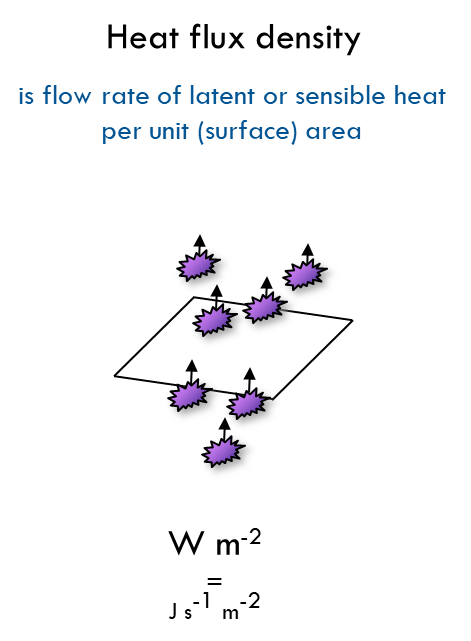 Heat flux density
is flow rate of latent or sensible heat
per unit (surface) area
W m-2
=
J s-1 m-2